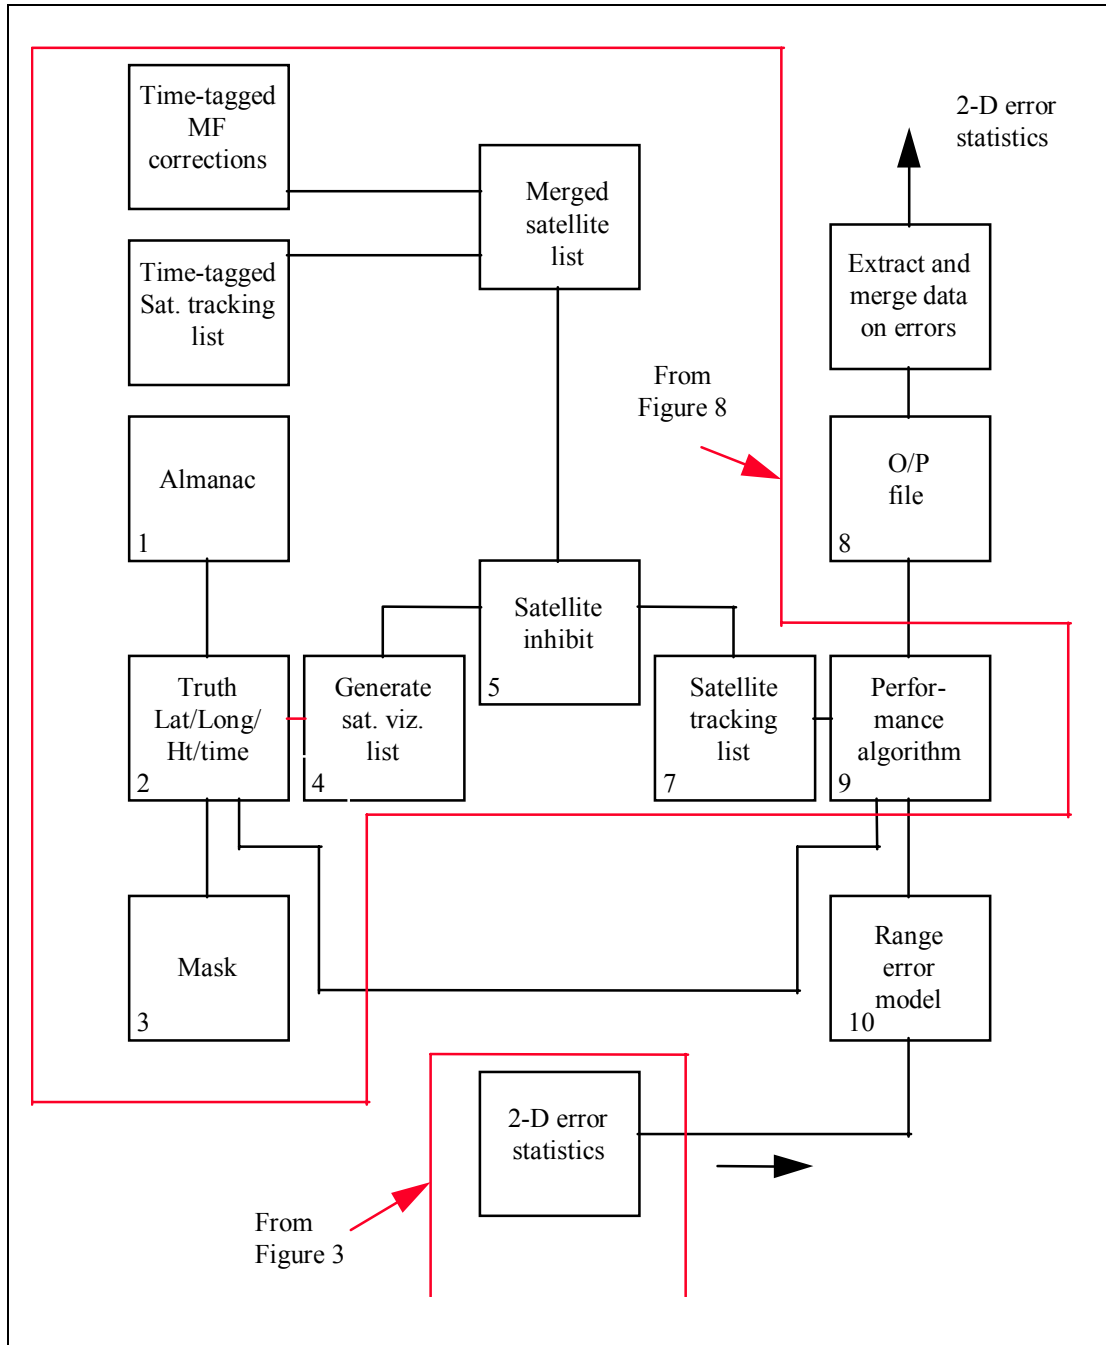 Time-tagged
MF
corrections
Merged
satellite
list
2-D error
statistics
Time-tagged
Sat. tracking
list
Extract and
merge data
on errors
From
Figure 8
Almanac
1
O/P
file
8
Satellite
inhibit
5
Truth
Lat/Long/
Ht/time
2
Generate
sat. viz.
list
4
Satellite
tracking
list
7
Perfor-
mance
algorithm
9
Mask
3
Range
error
model
10
2-D error
statistics
From
Figure 3